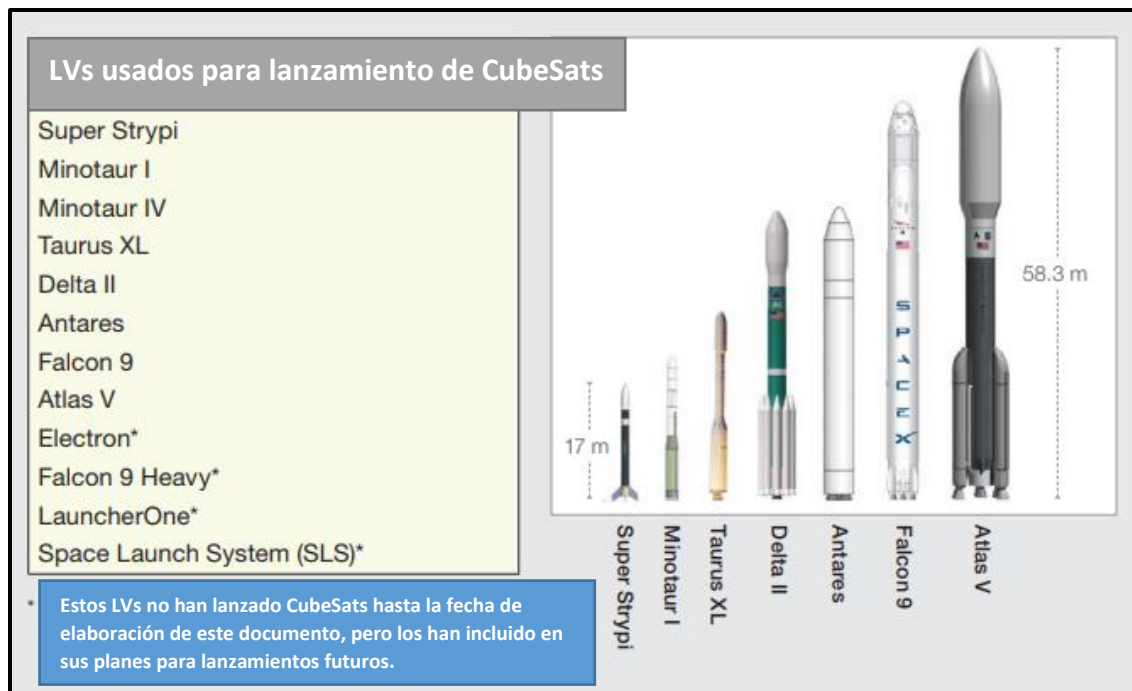 LVs usados para lanzamiento de CubeSats
Super Strypi
Minotaur I
Minotaur IV
Taurus XL
Delta II
Antares
Falcon 9
Atlas V
Electron*
Falcon 9 Heavy*
LauncherOne*
Space Launch System (SLS)*
*
Estos LVs no han lanzado CubeSats hasta la fecha de
elaboración de este documento, pero los han incluido en
sus planes para lanzamientos futuros.
17 m
58.3 m
SPACEX
Super Strypi
Minotaur I
Taurus XL
Delta II
Antares
Falcon 9
Atlas V